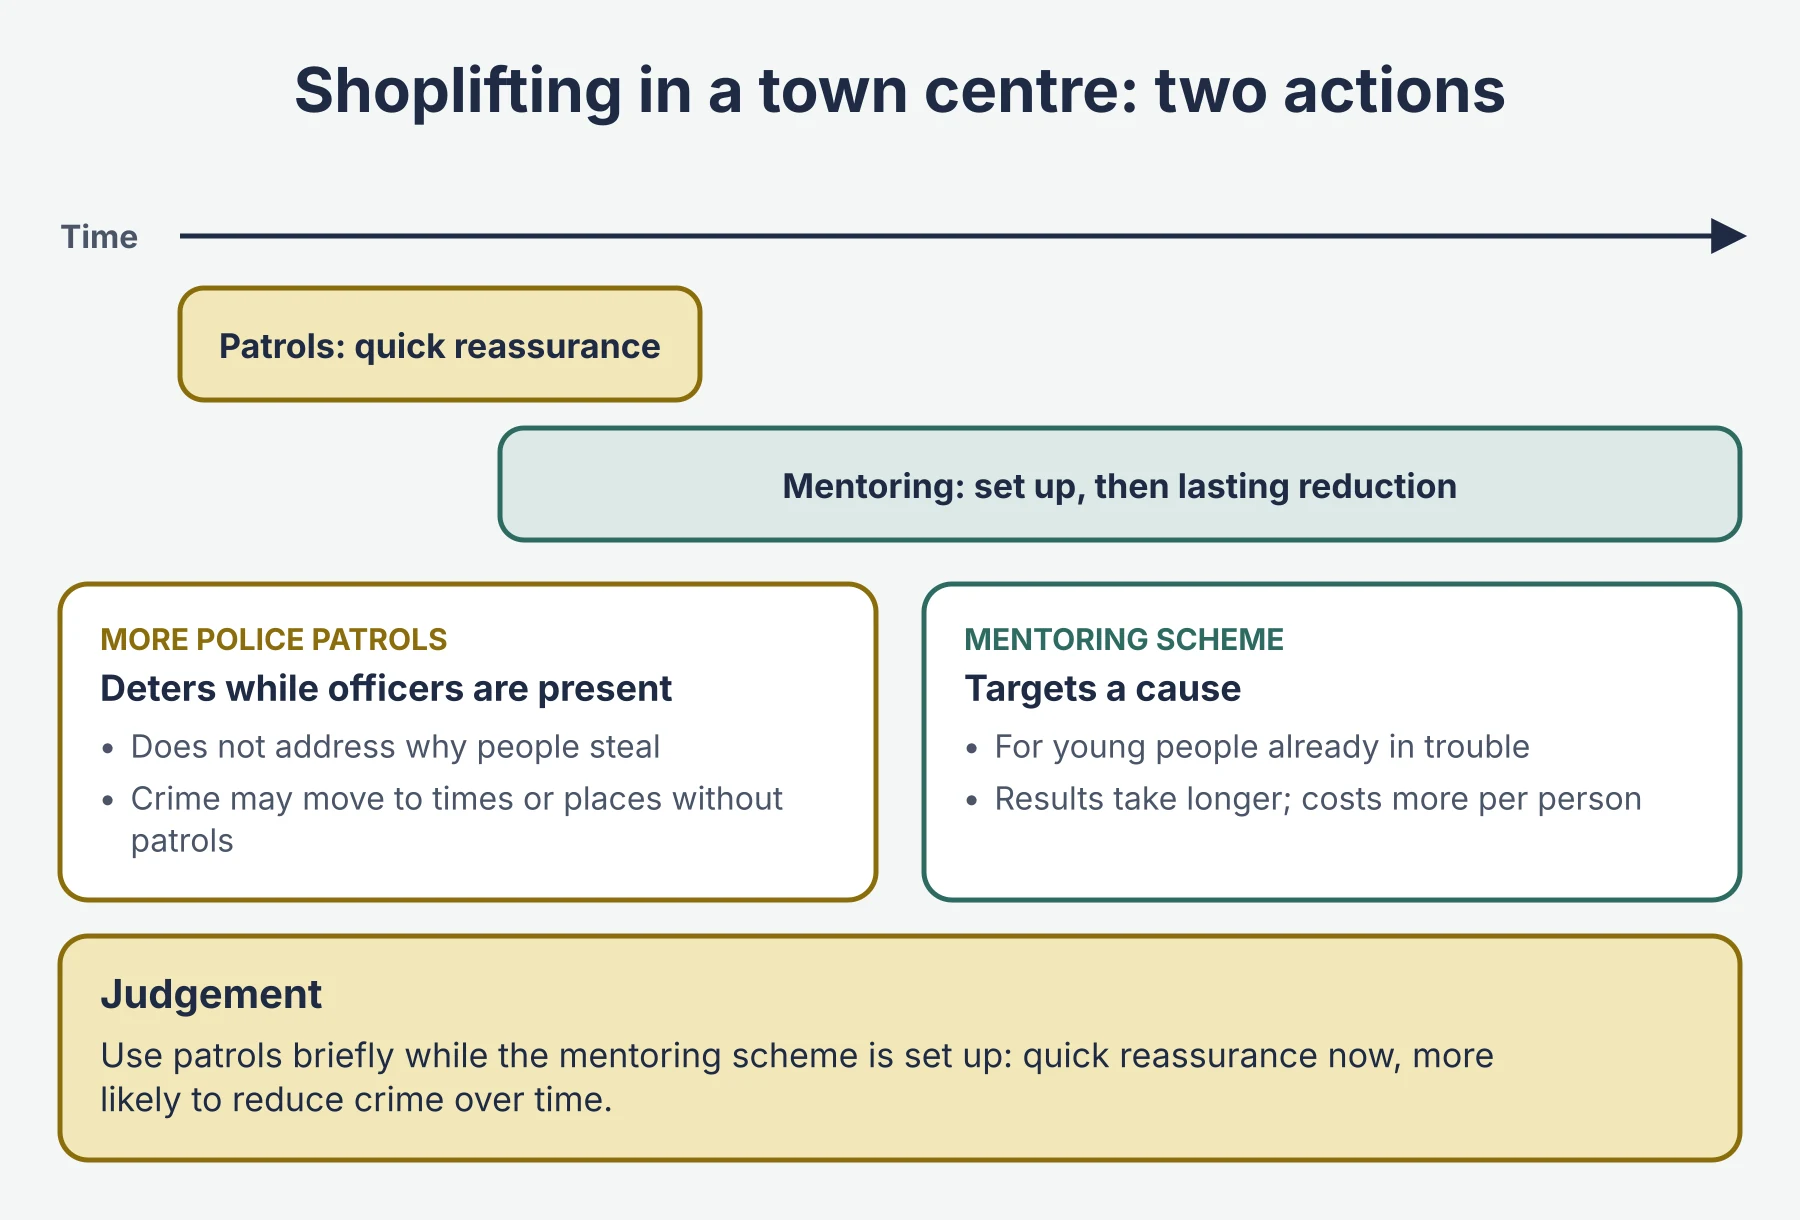 Shoplifting in a town centre: two actions
Time
Patrols: quick reassurance
Mentoring: set up, then lasting reduction
MORE POLICE PATROLS
Deters while officers are present
• Does not address why people steal
• Crime may move to times or places without
patrols
MENTORING SCHEME
Targets a cause
• For young people already in trouble
• Results take longer; costs more per person
Judgement
Use patrols briefly while the mentoring scheme is set up: quick reassurance now, more
likely to reduce crime over time.